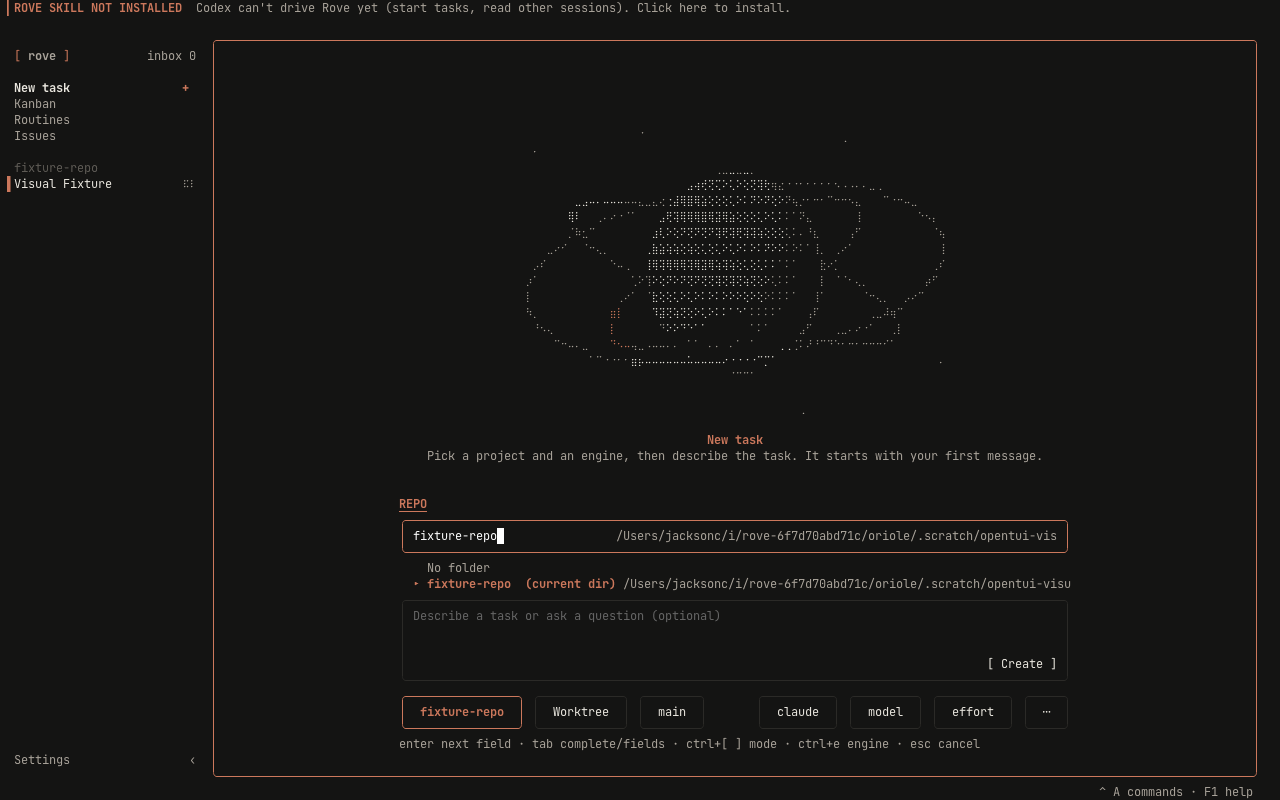 ROVE SKILL NOT INSTALLED  Codex can't drive Rove yet (start tasks, read other sessions). Click here to install.
[ rove ]  inbox 0
New task  +
Kanban
Routines
Issues
fixture-repo
Visual Fixture
New task
Pick a project and an engine, then describe the task. It starts with your first message.
REPO
fixture-repo  /Users/jacksonc/i/rove-6f7d70abd71c/oriole/.scratch/opentui-vis
No folder
▸ fixture-repo  (current dir) /Users/jacksonc/i/rove-6f7d70abd71c/oriole/.scratch/opentui-visu
Describe a task or ask a question (optional)
[ Create ]
fixture-repo  Worktree  main  claude  model  effort  ⋯
enter next field · tab complete/fields · ctrl+[ ] mode · ctrl+e engine · esc cancel
Settings  ‹
^ A commands · F1 help